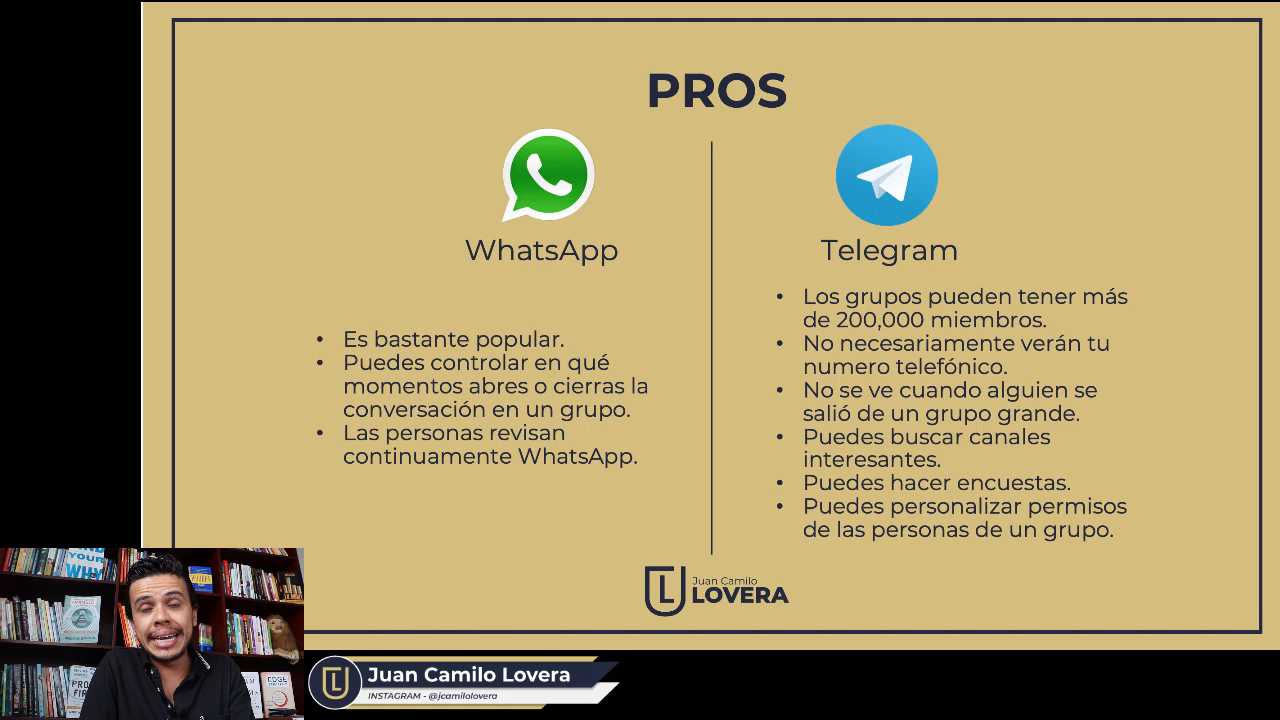 PROS
WhatsApp
• Es bastante popular.
• Puedes controlar en qué
momentos abres o cierras la
conversación en un grupo.
• Las personas revisan
continuamente WhatsApp.
Telegram
• Los grupos pueden tener más
de 200,000 miembros.
• No necesariamente verán tu
numero telefónico.
• No se ve cuando alguien se
salió de un grupo grande.
• Puedes buscar canales
interesantes.
• Puedes hacer encuestas.
• Puedes personalizar permisos
de las personas de un grupo.
Juan Camilo
LOVERA
YOUR
WHY
EDGE
Juan Camilo Lovera
INSTAGRAM - @jcamilolovera